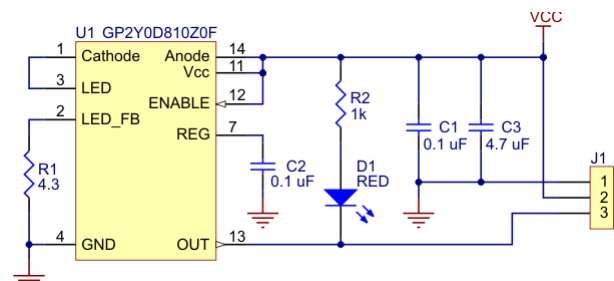 VCC
U1 GP2Y0D810Z0F
1 Cathode Anode 14
Vcc 11
3 LED
ENABLE 12
2 LED_FB
REG 7
R2
1k
C1
0.1 uF
C3
4.7 uF
J1
R1
4.3
C2
0.1 uF
D1
RED
1
2
3
4 GND OUT 13